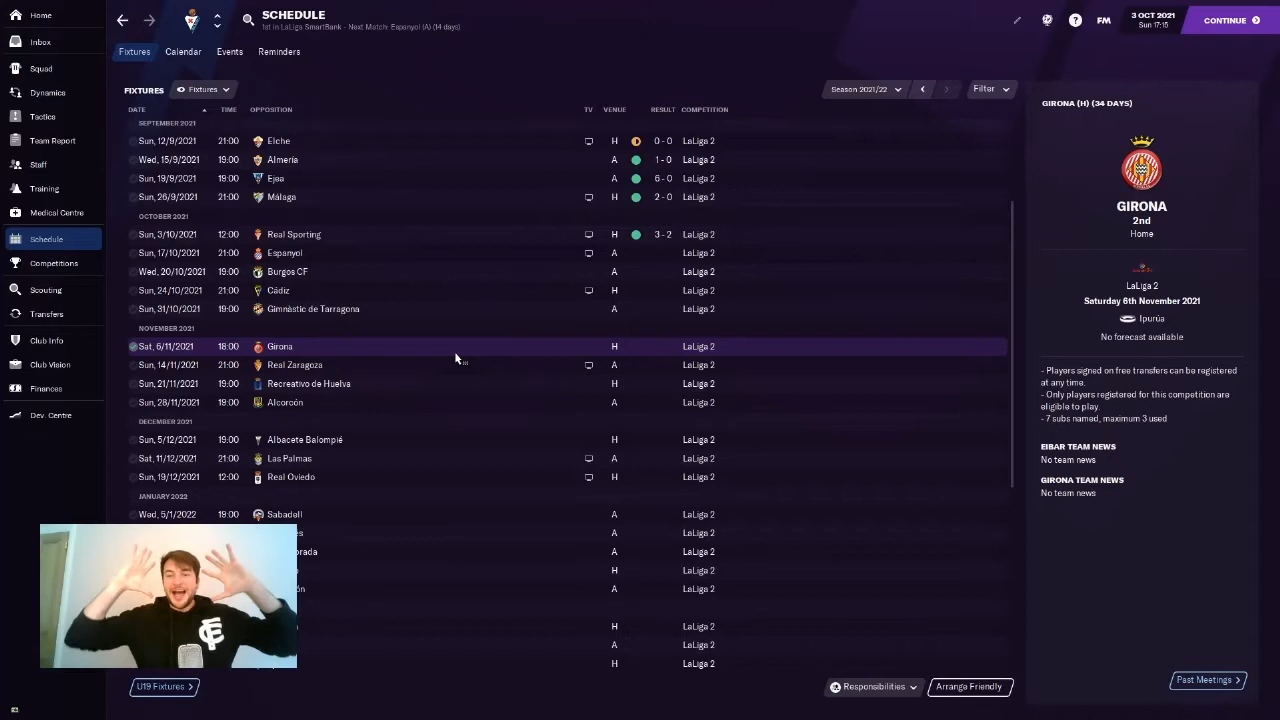 Home
Inbox
Squad
Dynamics
Tactics
Team Report
Staff
Training
Medical Centre
Schedule
Competitions
Scouting
Transfers
Club Info
Club Vision
Finances
Dev. Centre
SCHEDULE
1st in LaLiga SmartBank - Next Match: Espanyol (A) (14 days)
FM
3 OCT 2021
Sun 17:15
CONTINUE
Fixtures Calendar Events Reminders
FIXTURES Fixtures Season 2021/22 Filter
DATE TIME OPPOSITION TV VENUE RESULT COMPETITION
SEPTEMBER 2021
Sun, 12/9/2021 21:00 Elche H 0 - 0 LaLiga 2
Wed, 15/9/2021 19:00 Almería A 1 - 0 LaLiga 2
Sun, 19/9/2021 19:00 Ejea A 6 - 0 LaLiga 2
Sun, 26/9/2021 21:00 Málaga H 2 - 0 LaLiga 2
OCTOBER 2021
Sun, 3/10/2021 12:00 Real Sporting H 3 - 2 LaLiga 2
Sun, 17/10/2021 21:00 Espanyol A LaLiga 2
Wed, 20/10/2021 19:00 Burgos CF A LaLiga 2
Sun, 24/10/2021 21:00 Cádiz H LaLiga 2
Sun, 31/10/2021 19:00 Gimnàstic de Tarragona A LaLiga 2
NOVEMBER 2021
Sat, 6/11/2021 18:00 Girona H LaLiga 2
Sun, 14/11/2021 21:00 Real Zaragoza A LaLiga 2
Sun, 21/11/2021 19:00 Recreativo de Huelva H LaLiga 2
Sun, 28/11/2021 19:00 Alcorcón A LaLiga 2
DECEMBER 2021
Sun, 5/12/2021 19:00 Albacete Balompié H LaLiga 2
Sat, 11/12/2021 21:00 Las Palmas A LaLiga 2
Sun, 19/12/2021 12:00 Real Oviedo H LaLiga 2
JANUARY 2022
Wed, 5/1/2022 19:00 Sabadell A LaLiga 2
es A LaLiga 2
rada A LaLiga 2
H LaLiga 2
ón A LaLiga 2
H LaLiga 2
A LaLiga 2
H LaLiga 2
U19 Fixtures Responsibilities Arrange Friendly
GIRONA (H) (34 DAYS)
GIRONA
2nd
Home
LaLiga 2
Saturday 6th November 2021
Ipurúa
No forecast available
- Players signed on free transfers can be registered
at any time.
- Only players registered for this competition are
eligible to play.
- 7 subs named, maximum 3 used
EIBAR TEAM NEWS
No team news
GIRONA TEAM NEWS
No team news
Past Meetings